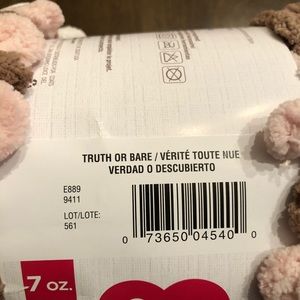 TRUTH OR BARE / VÉRITÉ TOUTE NUE
VERDAD O DESCUBIERTO
E889
9411
LOT/LOTE:
561
0 73650 04540 0
7 oz.